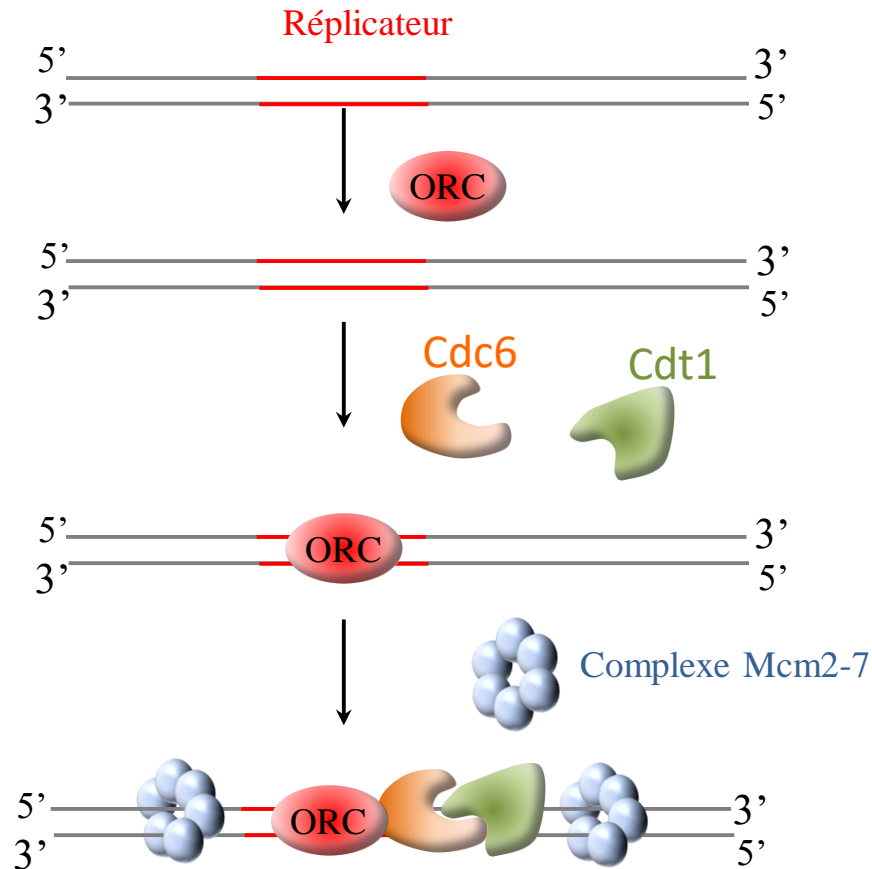 Réplicateur
5’ 3’
3’ 5’
ORC
5’ 3’
3’ 5’
Cdc6 Cdt1
5’ 3’
ORC
3’ 5’
Complexe Mcm2-7
5’ 3’
ORC
3’ 5’